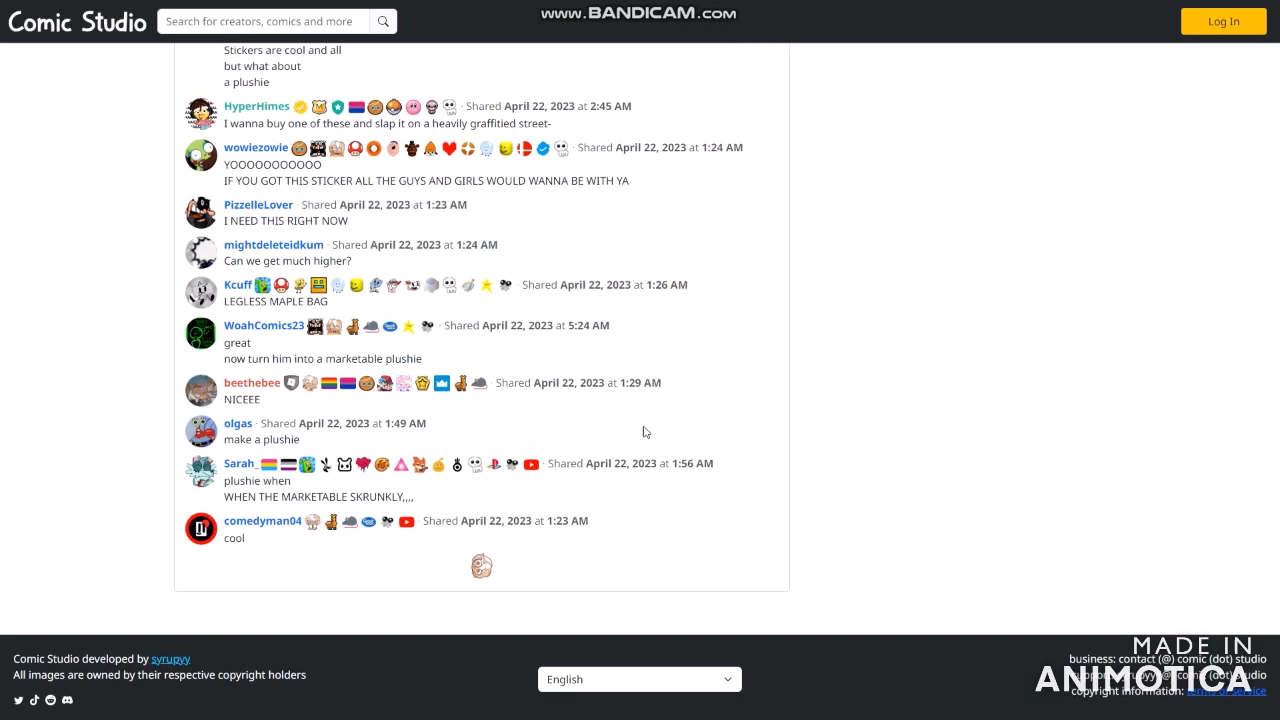 www.BANDICAM.com
Comic Studio
Search for creators, comics and more
Log In
Stickers are cool and all
but what about
a plushie
HyperHimes · Shared April 22, 2023 at 2:45 AM
I wanna buy one of these and slap it on a heavily graffitied street-
wowiezowie · Shared April 22, 2023 at 1:24 AM
YOOOOOOOOOOO
IF YOU GOT THIS STICKER ALL THE GUYS AND GIRLS WOULD WANNA BE WITH YA
PizzelleLover · Shared April 22, 2023 at 1:23 AM
I NEED THIS RIGHT NOW
mightdeleteidkum · Shared April 22, 2023 at 1:24 AM
Can we get much higher?
Kcuff · Shared April 22, 2023 at 1:26 AM
LEGLESS MAPLE BAG
WoahComics23 · Shared April 22, 2023 at 5:24 AM
great
now turn him into a marketable plushie
beethebee · Shared April 22, 2023 at 1:29 AM
NICEEE
olgas · Shared April 22, 2023 at 1:49 AM
make a plushie
Sarah_ · Shared April 22, 2023 at 1:56 AM
plushie when
WHEN THE MARKETABLE SKRUNKLY,,,,
comedyman04 · Shared April 22, 2023 at 1:23 AM
cool
Comic Studio developed by syrupyy
All images are owned by their respective copyright holders
English
MADE IN
ANIMOTICA
business: contact (@) comic (dot) studio
(dot) studio
copyright information: terms of service